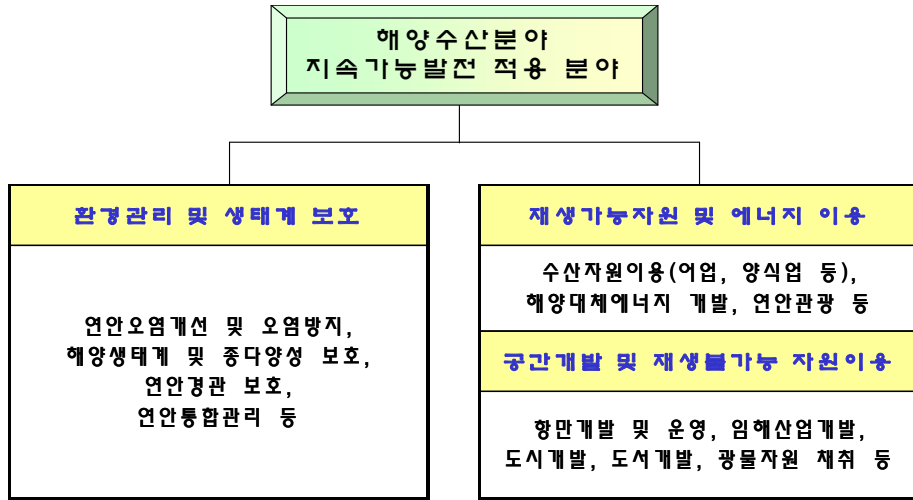 해양수산분야
지속가능발전 적용 분야
환경관리 및 생태계 보호
연안오염개선 및 오염방지,
해양생태계 및 종다양성 보호,
연안경관 보호,
연안통합관리 등
재생가능자원 및 에너지 이용
수산자원이용(어업, 양식업 등),
해양대체에너지 개발, 연안관광 등
공간개발 및 재생불가능 자원이용
항만개발 및 운영, 임해산업개발,
도시개발, 도서개발, 광물자원 채취 등